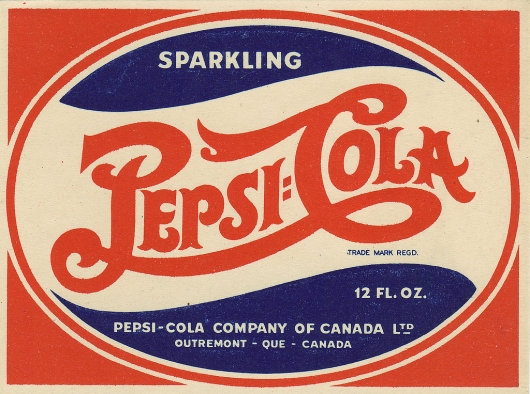 SPARKLING
PEPSI:COLA
TRADE MARK REGD.
12 FL. OZ.
PEPSI-COLA COMPANY OF CANADA LTD
OUTREMONT - QUE - CANADA